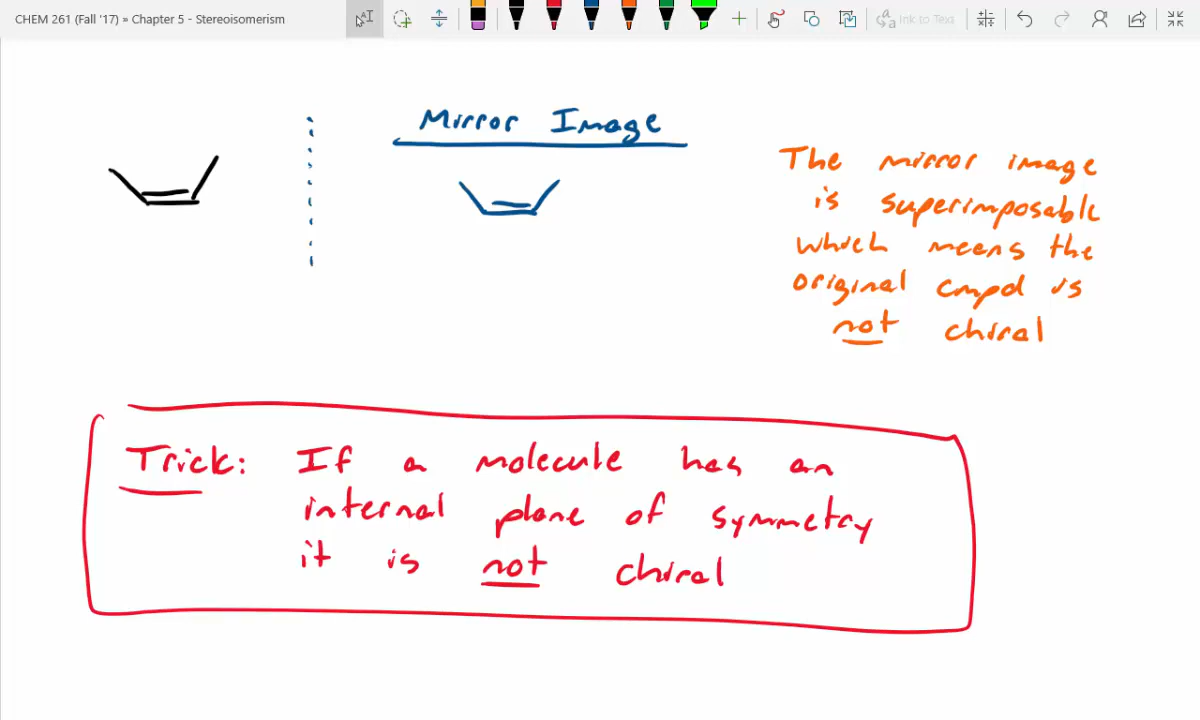 CHEM 261 (Fall '17) » Chapter 5 - Stereoisomerism
Ink to Text
Mirror Image
The mirror image
is superimposable
which means the
original cmpd is
not chiral
Trick: If a molecule has an
internal plane of symmetry
it is not chiral